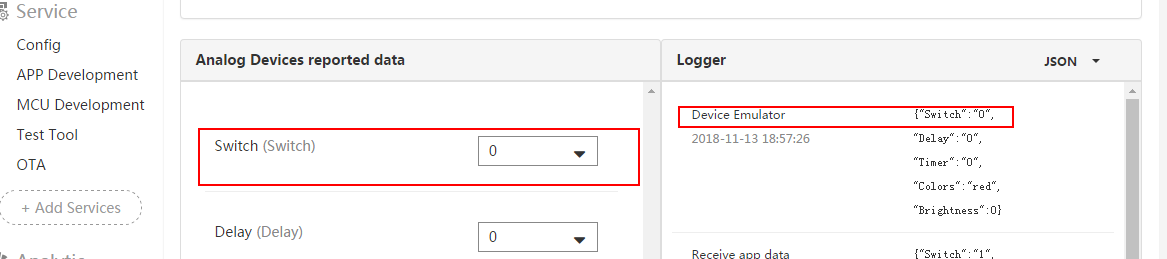 Service
Config
APP Development
MCU Development
Test Tool
OTA
+ Add Services
Analytic
Analog Devices reported data
Switch (Switch) 0
Delay (Delay) 0
Logger JSON
Device Emulator {"Switch":"0",
2018-11-13 18:57:26 "Delay":"0",
"Timer":"0",
"Colors":"red",
"Brightness":0}
Receive app data {"Switch":"1",